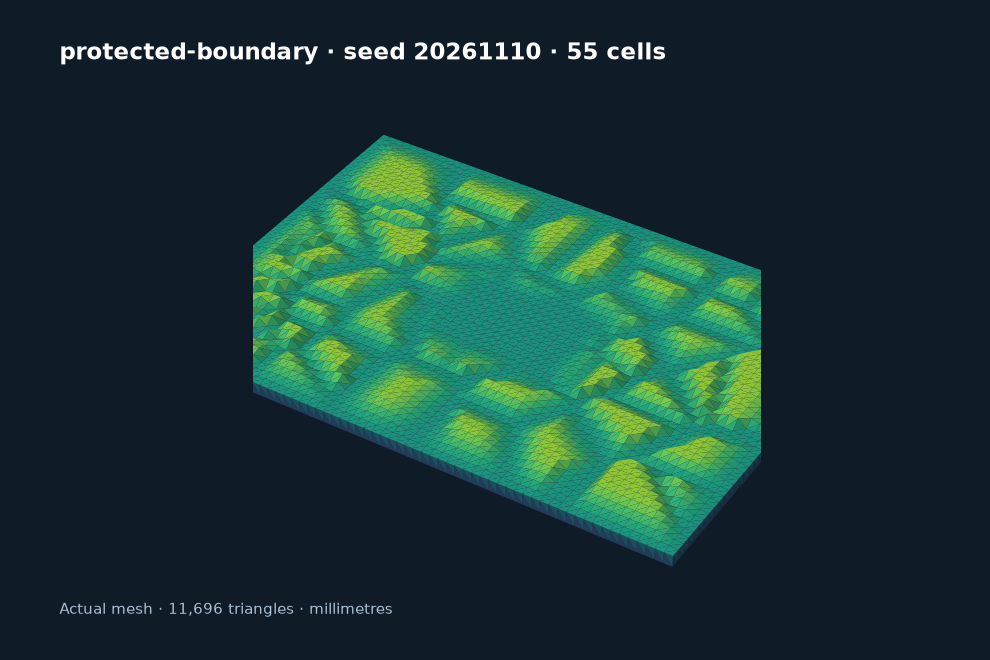 protected-boundary · seed 20261110 · 55 cells
Actual mesh · 11,696 triangles · millimetres